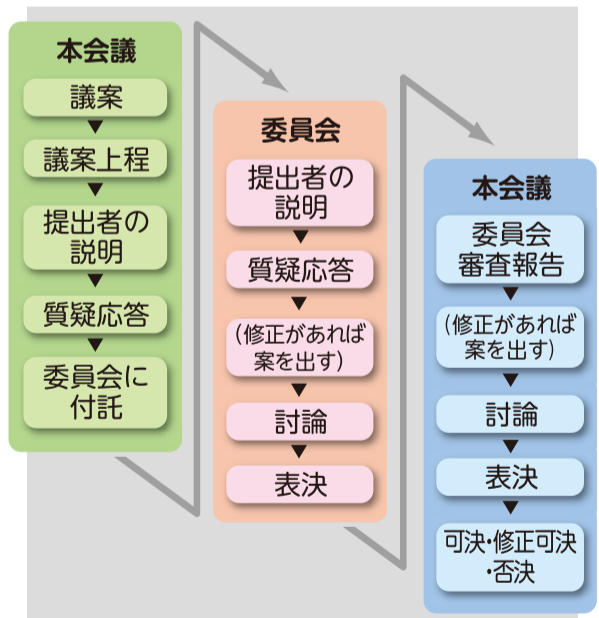 本会議
議案
議案上程
提出者の
説明
質疑応答
委員会に
付託
委員会
提出者の
説明
質疑応答
(修正があれば
案を出す)
討論
表決
本会議
委員会
審査報告
(修正があれば
案を出す)
討論
表決
可決・修正可決
・否決